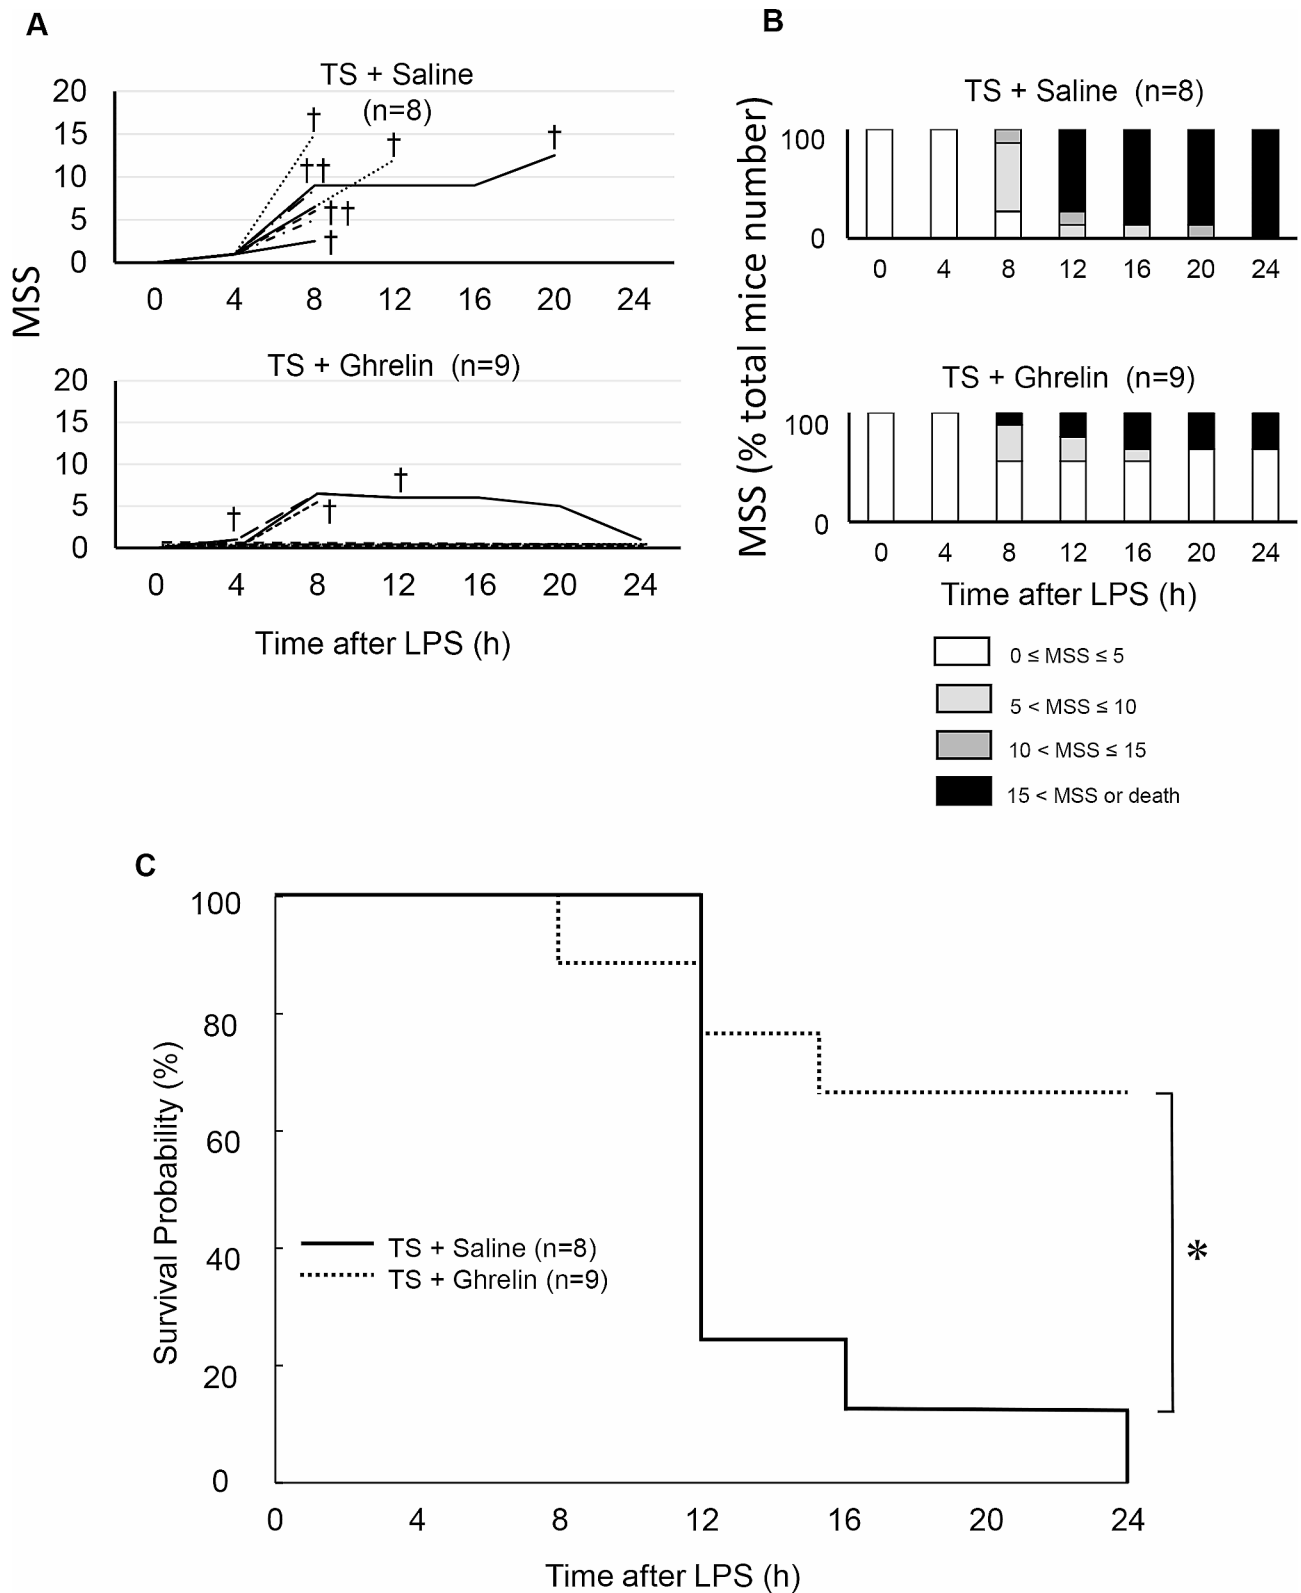 A
TS + Saline
(n=8)
20
15
10
5
0
† † † †† †† †
0 4 8 12 16 20 24
MSS
TS + Ghrelin (n=9)
20
15
10
5
0
† † †
0 4 8 12 16 20 24
Time after LPS (h)
B
TS + Saline (n=8)
100
0
0 4 8 12 16 20 24
MSS (% total mice number)
TS + Ghrelin (n=9)
100
0
0 4 8 12 16 20 24
Time after LPS (h)
0 ≤ MSS ≤ 5
5 < MSS ≤ 10
10 < MSS ≤ 15
15 < MSS or death
C
100
80
60
40
20
0
Survival Probability (%)
TS + Saline (n=8)
TS + Ghrelin (n=9)
*
0 4 8 12 16 20 24
Time after LPS (h)